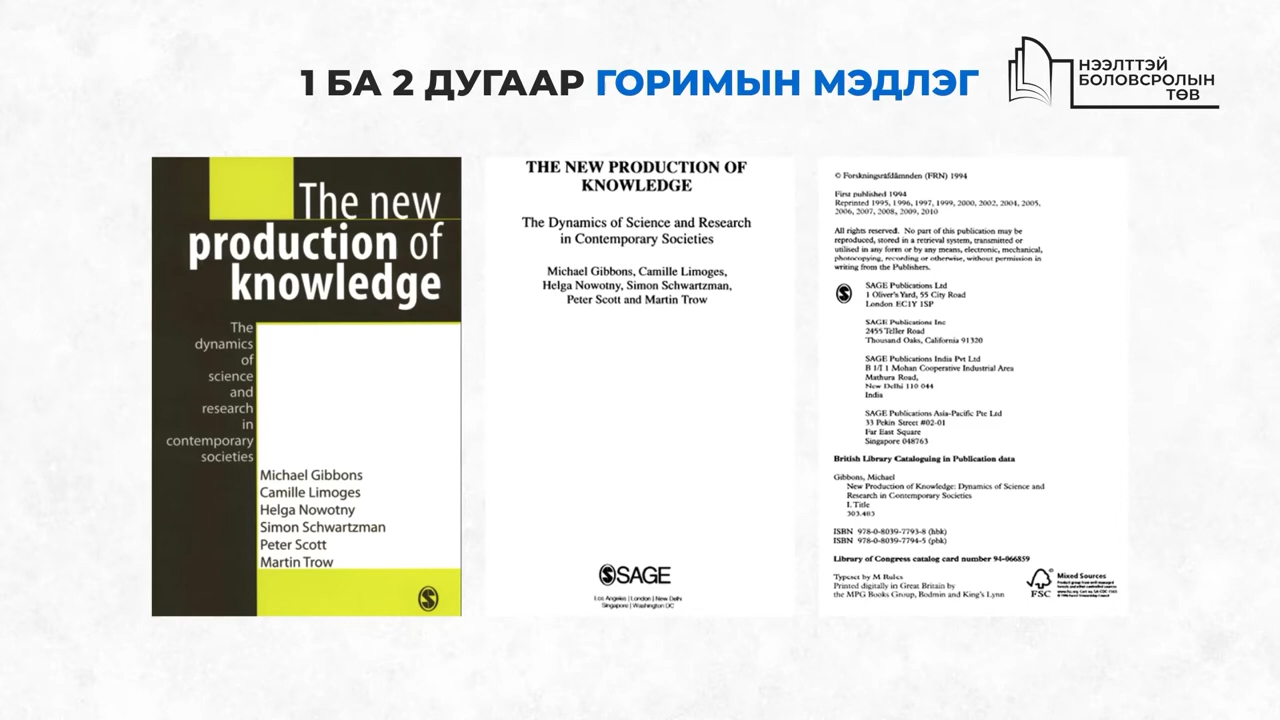 1 БА 2 ДУГААР ГОРИМЫН МЭДЛЭГ
НЭЭЛТТЭЙ
БОЛОВСРОЛЫН
ТӨВ
The new
production of
knowledge
The
dynamics
of
science
and
research
in
contemporary
societies
Michael Gibbons
Camille Limoges
Helga Nowotny
Simon Schwartzman
Peter Scott
Martin Trow
THE NEW PRODUCTION OF
KNOWLEDGE
The Dynamics of Science and Research
in Contemporary Societies
Michael Gibbons, Camille Limoges,
Helga Nowotny, Simon Schwartzman,
Peter Scott and Martin Trow
SAGE
Los Angeles | London | New Delhi
Singapore | Washington DC
© (FRN) 1994
First published 1994
Reprinted 1995, 1996, 1997, 1999, 2000, 2002, 2004, 2005,
2006, 2007, 2008, 2009, 2010
All rights reserved. No part of this publication may be
reproduced, stored in a retrieval system, transmitted or
utilised in any form or by any means, electronic, mechanical,
photocopying, recording or otherwise, without permission in
writing from the Publishers.
SAGE Publications Ltd
1 Oliver's Yard, 55 City Road
London EC1Y 1SP
SAGE Publications Inc
2455 Teller Road
Thousand Oaks, California 91320
SAGE Publications India Pvt Ltd
B 1/I 1 Mohan Cooperative Industrial Area
Mathura Road,
New Delhi 110 044
India
SAGE Publications Asia-Pacific Pte Ltd
33 Pekin Street #02-01
Far East Square
Singapore 048763
British Library Cataloguing in Publication data
Gibbons, Michael
New Production of Knowledge: Dynamics of Science and
Research in Contemporary Societies
I. Title
303.483
ISBN 978-0-8039-7793-8 (hbk)
ISBN 978-0-8039-7794-5 (pbk)
Library of Congress catalog card number 94-066859
Typeset by M Rules
Printed digitally in Great Britain by
the MPG Books Group, Bodmin and King's Lynn
FSC
Mixed Sources